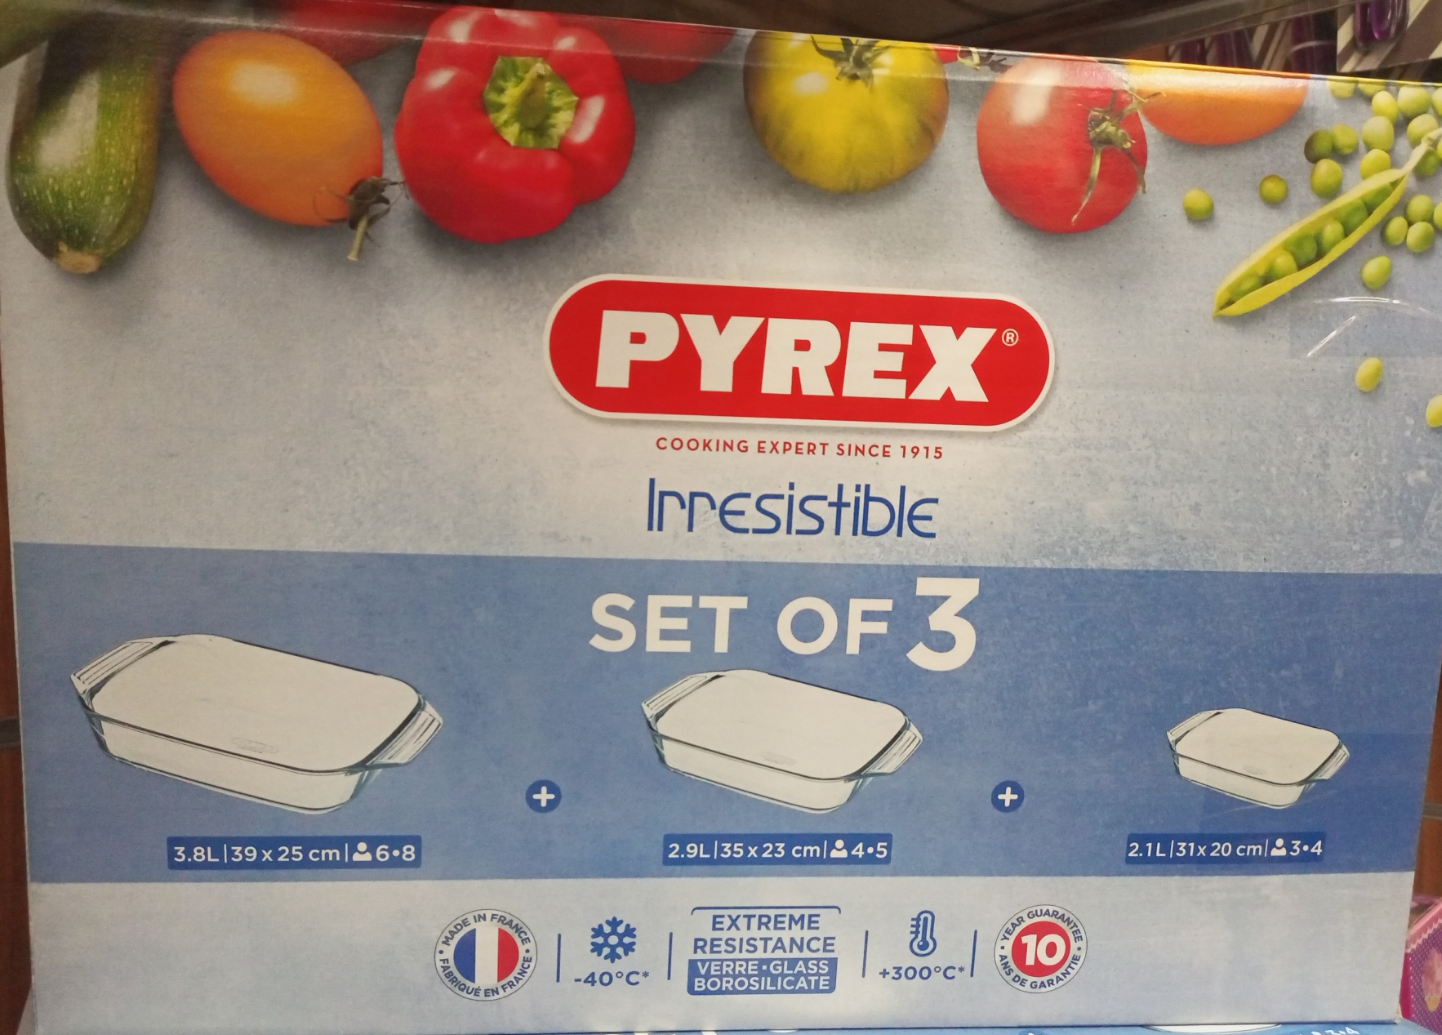 PYREX®
COOKING EXPERT SINCE 1915
Irresistible
SET OF 3
3.8L|39 x 25 cm| 6•8
+
2.9L|35 x 23 cm| 4•5
+
2.1L|31x 20 cm| 3•4
• MADE IN FRANCE •
FABRIQUÉ EN FRANCE
-40°C*
EXTREME
RESISTANCE
VERRE•GLASS
BOROSILICATE
+300°C*
• YEAR GUARANTEE •
10
ANS DE GARANTIE